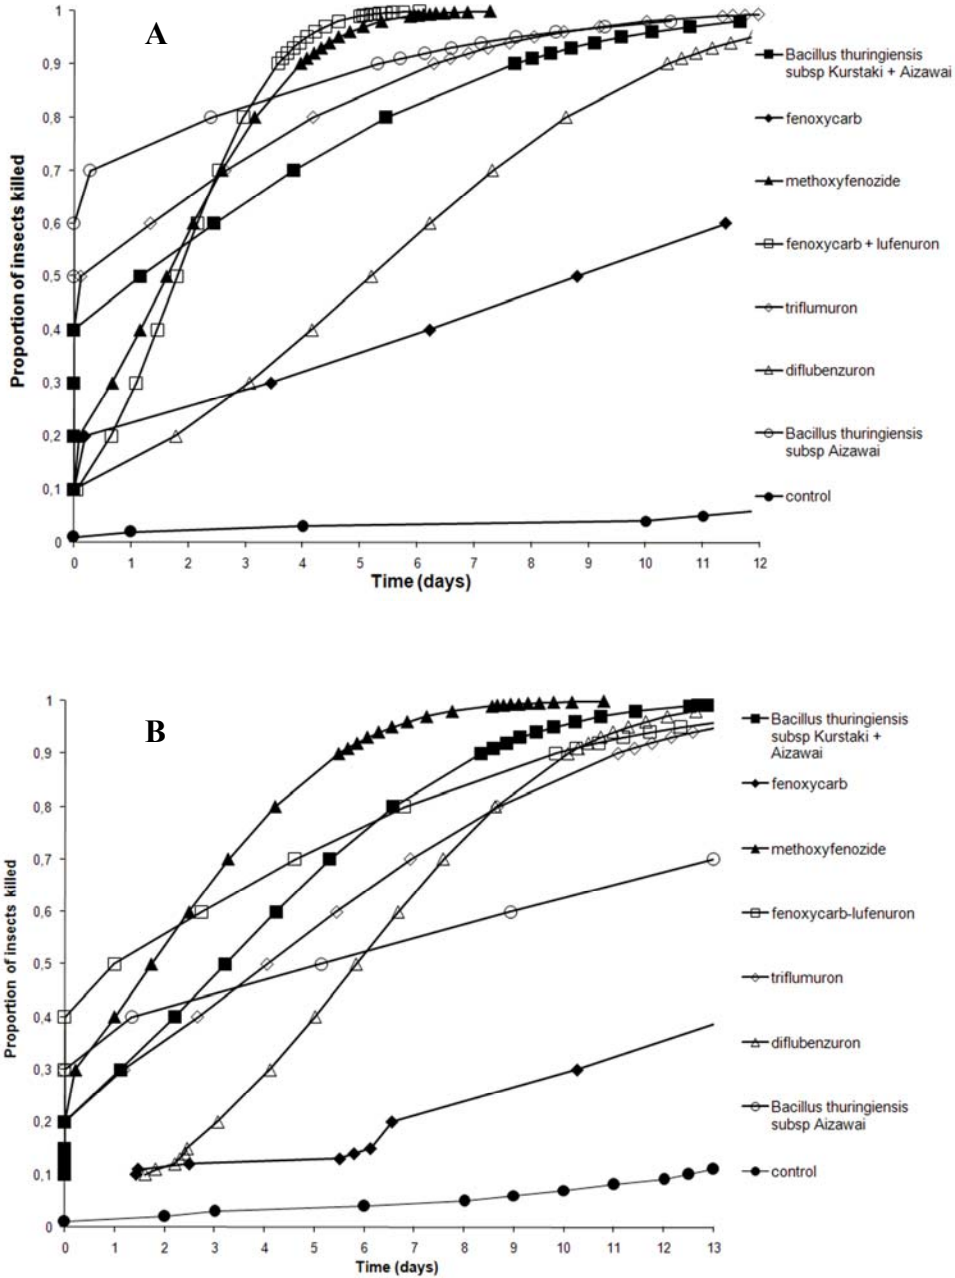 A
Proportion of insects killed
1
0,9
0,8
0,7
0,6
0,5
0,4
0,3
0,2
0,1
0
0 1 2 3 4 5 6 7 8 9 10 11 12
Time (days)
Bacillus thuringiensis
subsp Kurstaki + Aizawai
fenoxycarb
methoxyfenozide
fenoxycarb + lufenuron
triflumuron
diflubenzuron
Bacillus thuringiensis
subsp Aizawai
control
B
Proportion of insects killed
1
0,9
0,8
0,7
0,6
0,5
0,4
0,3
0,2
0,1
0
0 1 2 3 4 5 6 7 8 9 10 11 12 13
Time (days)
Bacillus thuringiensis
subsp Kurstaki +
Aizawai
fenoxycarb
methoxyfenozide
fenoxycarb-lufenuron
triflumuron
diflubenzuron
Bacillus thuringiensis
subsp Aizawai
control